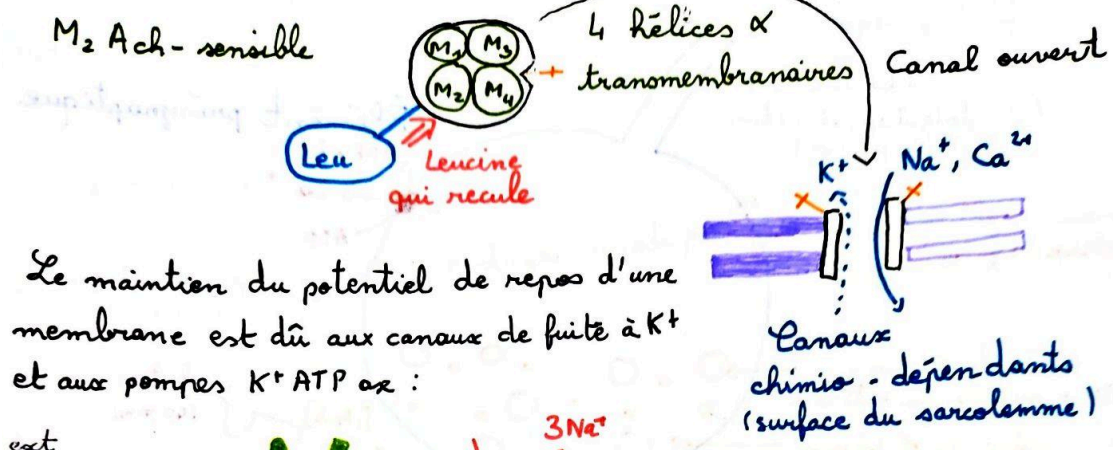 M₂ Ach-sensible
M₁ M₃
M₂ M₄
4 hélices α
transmembranaires
Canal ouvert
Leu
Leucine
qui recule
K⁺
Na⁺, Ca²⁺
Le maintien du potentiel de repos d'une
membrane est dû aux canaux de fuite à K⁺
et aux pompes K⁺ ATP ax :
Canaux
chimio-dépendants
(surface du sarcolemme)
ext
3Na⁺